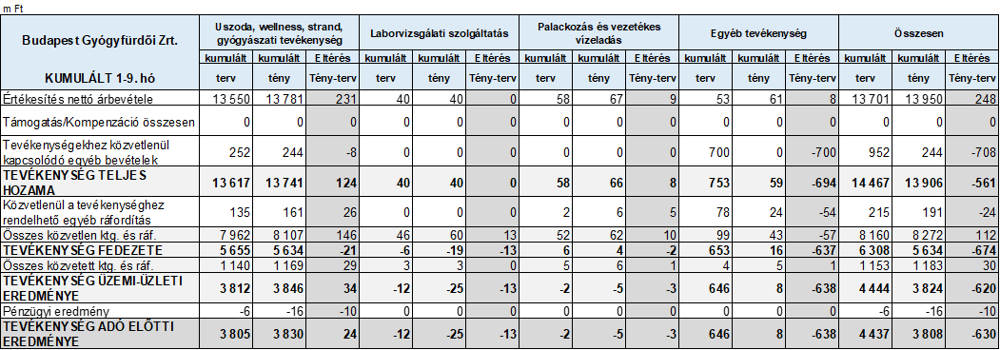 m Ft
Budapest Gyógyfürdői Zrt. Uszoda, wellness, strand, gyógyászati tevékenység Laborvizsgálati szolgáltatás Palackozás és vezetékes vízeladás Egyéb tevékenység Összesen
kumulált kumulált Eltérés kumulált kumulált Eltérés kumulált kumulált Eltérés kumulált kumulált Eltérés kumulált kumulált Eltérés
KUMULÁLT 1-9. hó terv tény Tény-terv terv tény Tény-terv terv tény Tény-terv terv tény Tény-terv terv tény Tény-terv
Értékesítés nettó árbevétele 13 550 13 781 231 40 40 0 58 67 9 53 61 8 13 701 13 950 248
Támogatás/Kompenzáció összesen 0 0 0 0 0 0 0 0 0 0 0 0 0 0 0
Tevékenységekhez közvetlenül kapcsolódó egyéb bevételek 252 244 -8 0 0 0 0 0 0 700 0 -700 952 244 -708
TEVÉKENYSÉG TELJES HOZAMA 13 617 13 741 124 40 40 0 58 66 8 753 59 -694 14 467 13 906 -561
Közvetlenül a tevékenységhez rendelhető egyéb ráfordítás 135 161 26 0 0 0 2 6 5 78 24 -54 215 191 -24
Összes közvetlen ktg. és ráf. 7 962 8 107 146 46 60 13 52 62 10 99 43 -57 8 160 8 272 112
TEVÉKENYSÉG FEDEZETE 5 655 5 634 -21 -6 -19 -13 6 4 -2 653 16 -637 6 308 5 634 -674
Összes közvetett ktg. és ráf. 1 140 1 169 29 3 3 0 5 6 1 4 5 1 1 153 1 183 30
TEVÉKENYSÉG ÜZEMI-ÜZLETI EREDMÉNYE 3 812 3 846 34 -12 -25 -13 -2 -5 -3 646 8 -638 4 444 3 824 -620
Pénzügyi eredmény -6 -16 -10 0 0 0 0 0 0 0 0 0 -6 -16 -10
TEVÉKENYSÉG ADÓ ELŐTTI EREDMÉNYE 3 805 3 830 24 -12 -25 -13 -2 -5 -3 646 8 -638 4 437 3 808 -630